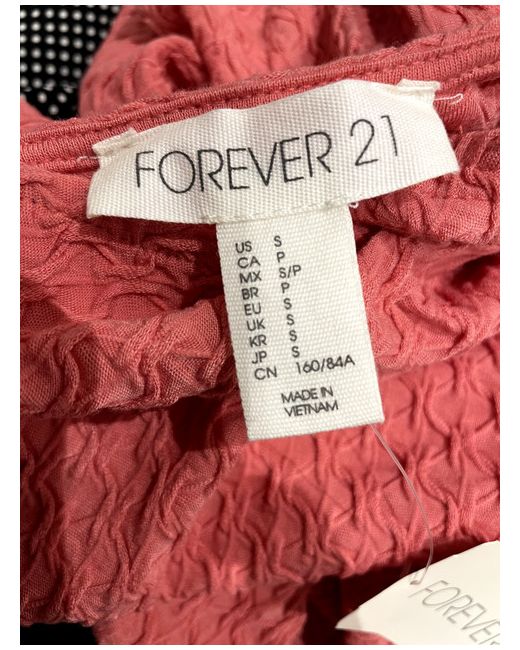 FOREVER 21
US S
CA P
MX S/P
BR P
EU S
UK S
KR S
JP S
CN 160/84A
MADE IN
VIETNAM
FOREVER